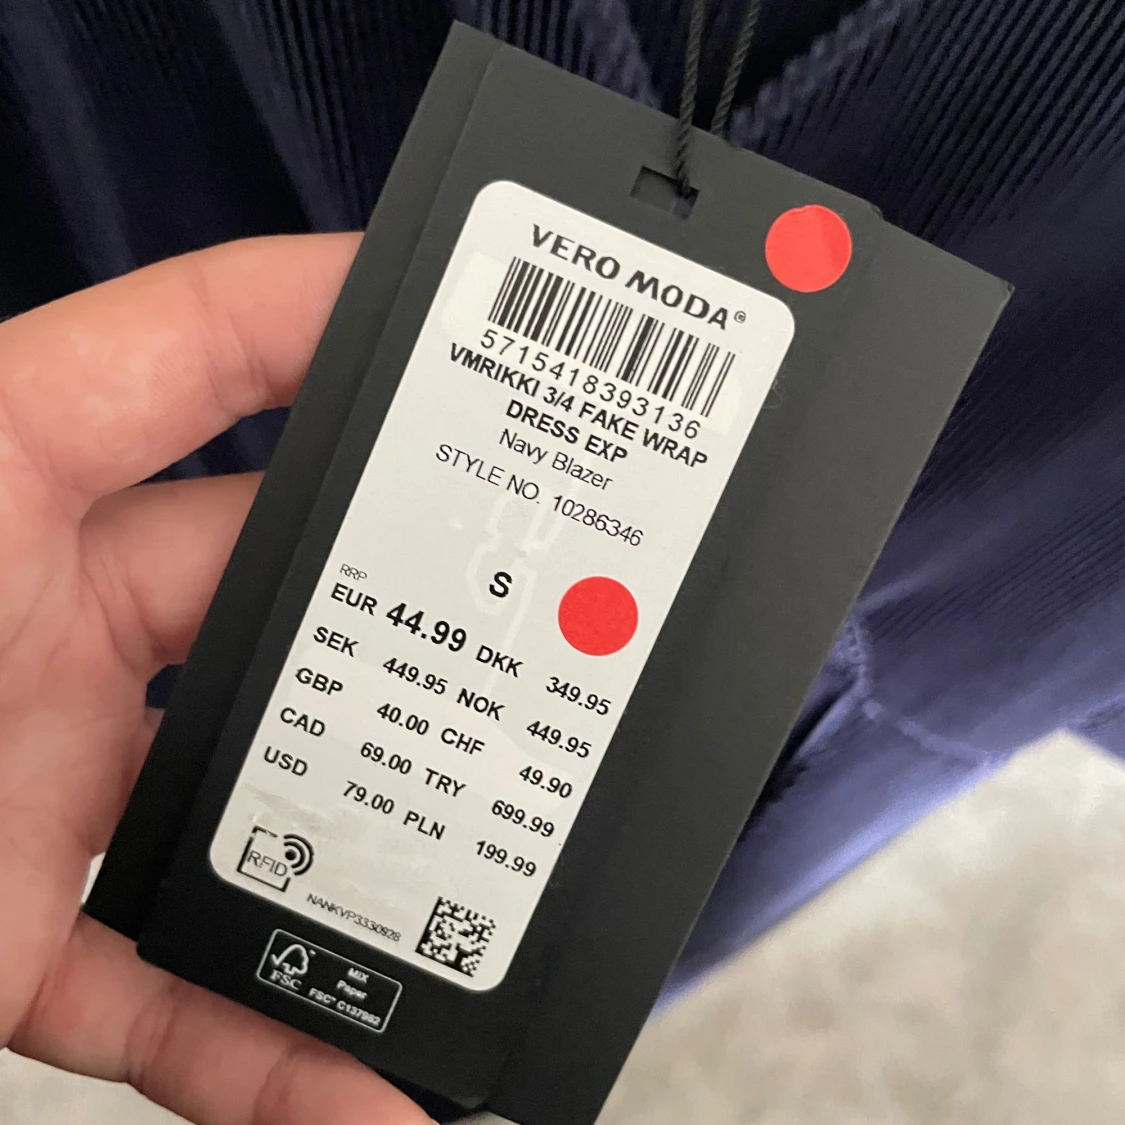 VERO MODA®
5715418393136
VMRIKKI 3/4 FAKE WRAP
DRESS EXP
Navy Blazer
STYLE NO. 10286346
S
RRP
EUR 44.99 DKK 349.95
SEK 449.95 NOK 449.95
GBP 40.00 CHF 49.90
CAD 69.00 TRY 699.99
USD 79.00 PLN 199.99
RFID
NANKVP3330928
FSC
MIX
Paper
FSC® C137982